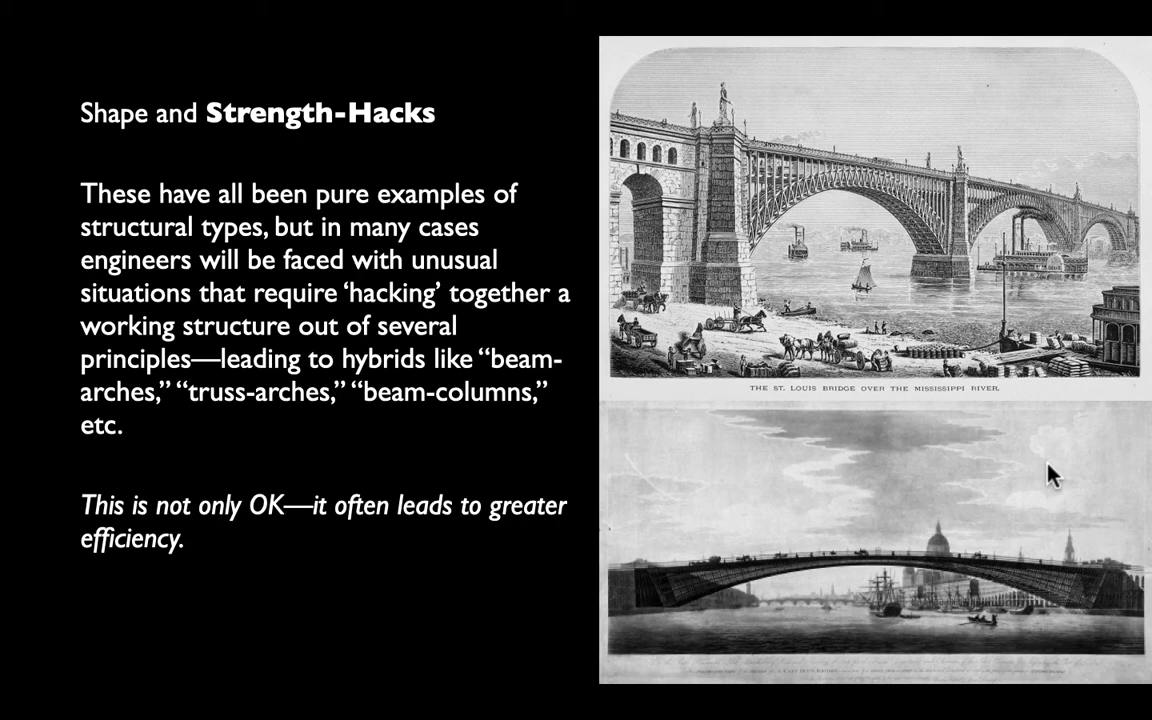 Shape and Strength-Hacks
These have all been pure examples of
structural types, but in many cases
engineers will be faced with unusual
situations that require ‘hacking’ together a
working structure out of several
principles—leading to hybrids like “beam-
arches,” “truss-arches,” “beam-columns,”
etc.
This is not only OK—it often leads to greater
efficiency.
THE ST. LOUIS BRIDGE OVER THE MISSISSIPPI RIVER.